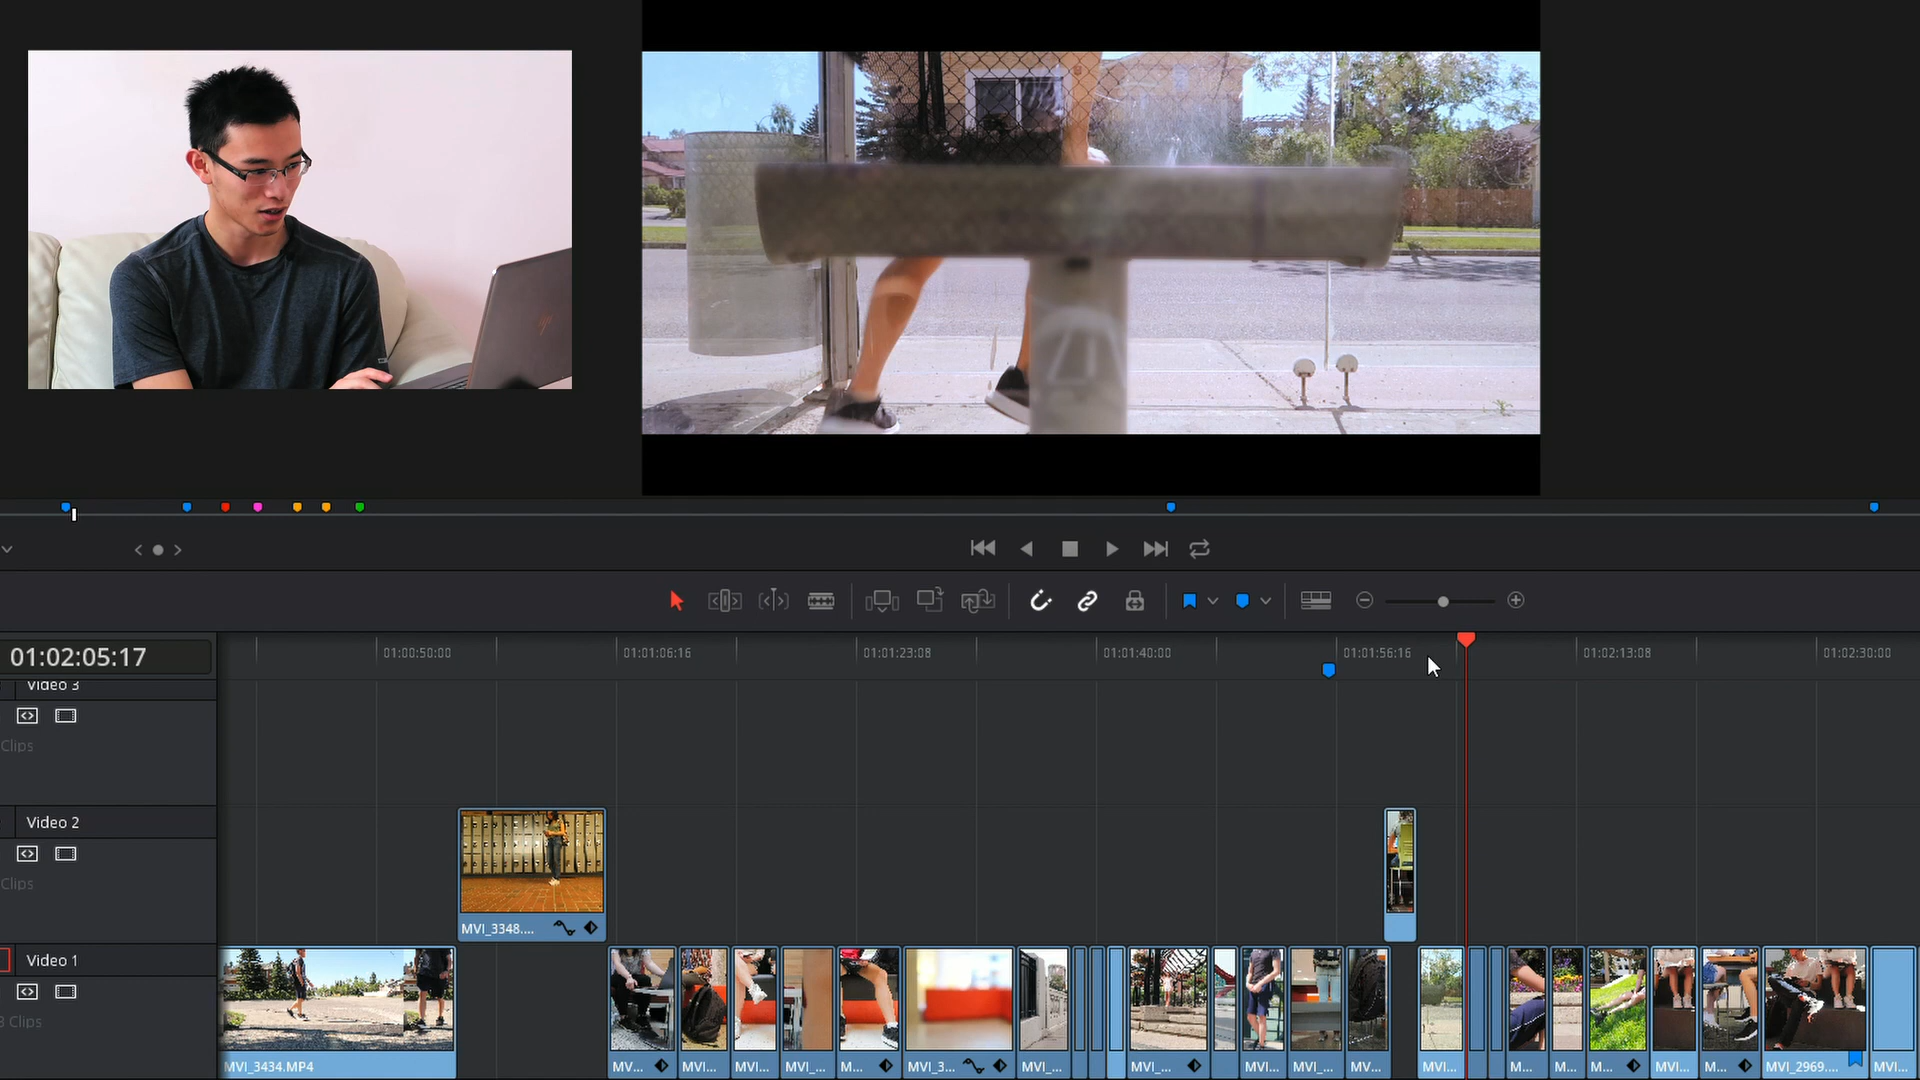 01:02:05:17
01:00:50:00
01:01:06:16
01:01:23:08
01:01:40:00
01:01:56:16
01:02:13:08
01:02:30:00
Video 3
Clips
Video 2
Clips
MVI_3348....
Video 1
3 Clips
MVI_3434.MP4
MV...
MVI...
MVI...
MVI_...
M...
MVI_3...
MVI_...
MVI...
MVI...
MVI_...
MV...
MVI...
M...
M...
M...
MVI...
M...
MVI_2969....
MVI...